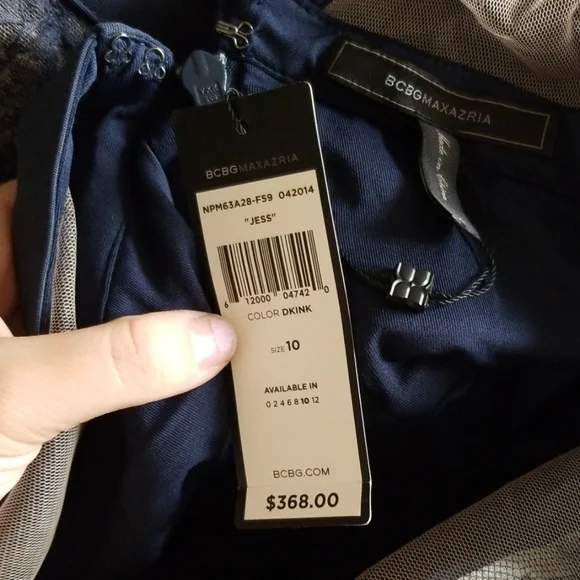 BCBGMAXAZRIA
BCBGMAXAZRIA
NPM63A28-F59 042014
"JESS"
6 12000 04742 0
COLOR DKINK
SIZE 10
AVAILABLE IN
0 2 4 6 8 10 12
BCBG.COM
$368.00